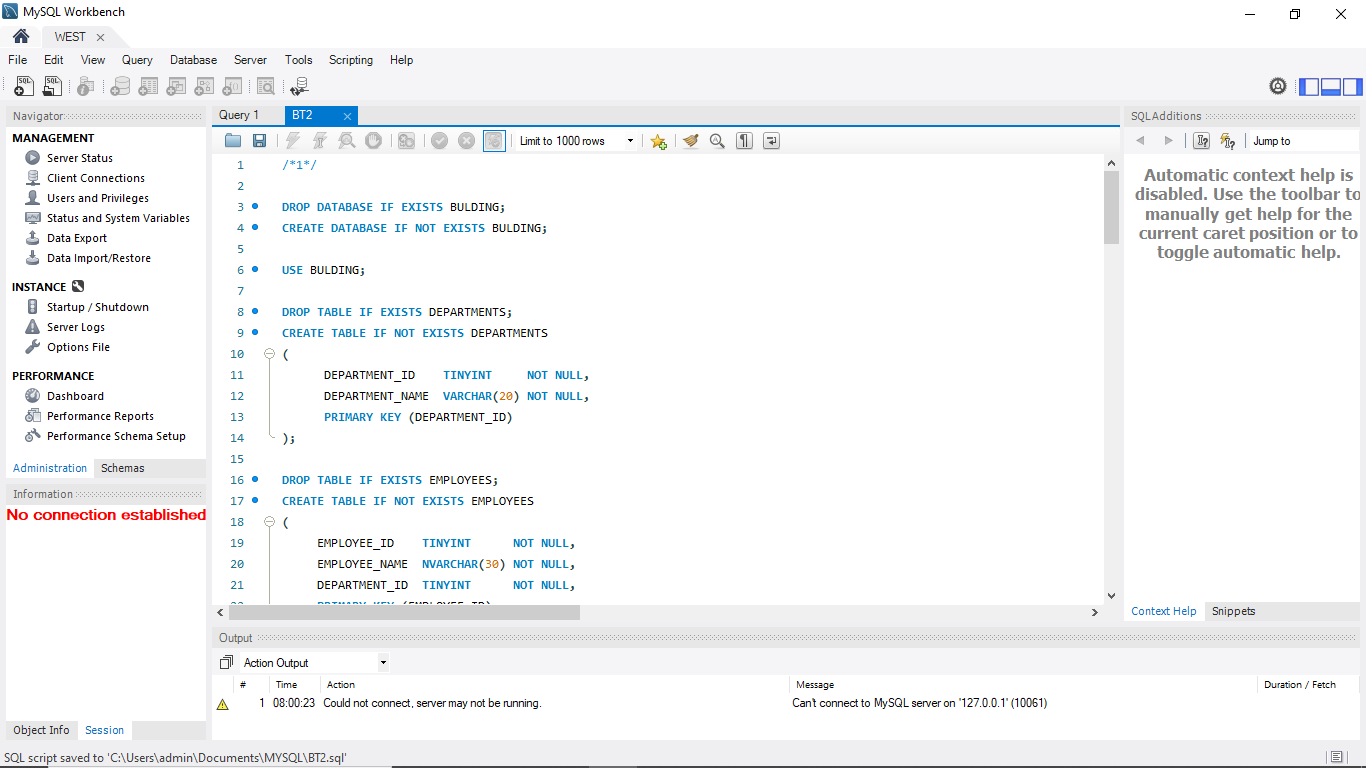 MySQL Workbench
WEST
File Edit View Query Database Server Tools Scripting Help
Navigator
MANAGEMENT
Server Status
Client Connections
Users and Privileges
Status and System Variables
Data Export
Data Import/Restore
INSTANCE
Startup / Shutdown
Server Logs
Options File
PERFORMANCE
Dashboard
Performance Reports
Performance Schema Setup
Administration Schemas
Information
No connection established
Object Info Session
Query 1 BT2
Limit to 1000 rows
1 /*1*/
2
3 DROP DATABASE IF EXISTS BULDING;
4 CREATE DATABASE IF NOT EXISTS BULDING;
5
6 USE BULDING;
7
8 DROP TABLE IF EXISTS DEPARTMENTS;
9 CREATE TABLE IF NOT EXISTS DEPARTMENTS
10 (
11 DEPARTMENT_ID TINYINT NOT NULL,
12 DEPARTMENT_NAME VARCHAR(20) NOT NULL,
13 PRIMARY KEY (DEPARTMENT_ID)
14 );
15
16 DROP TABLE IF EXISTS EMPLOYEES;
17 CREATE TABLE IF NOT EXISTS EMPLOYEES
18 (
19 EMPLOYEE_ID TINYINT NOT NULL,
20 EMPLOYEE_NAME NVARCHAR(30) NOT NULL,
21 DEPARTMENT_ID TINYINT NOT NULL,
22 PRIMARY KEY (EMPLOYEE_ID)
SQLAdditions
Jump to
Automatic context help is
disabled. Use the toolbar to
manually get help for the
current caret position or to
toggle automatic help.
Context Help Snippets
Output
Action Output
# Time Action Message Duration / Fetch
1 08:00:23 Could not connect, server may not be running. Can't connect to MySQL server on '127.0.0.1' (10061)
SQL script saved to 'C:\Users\admin\Documents\MYSQL\BT2.sql'